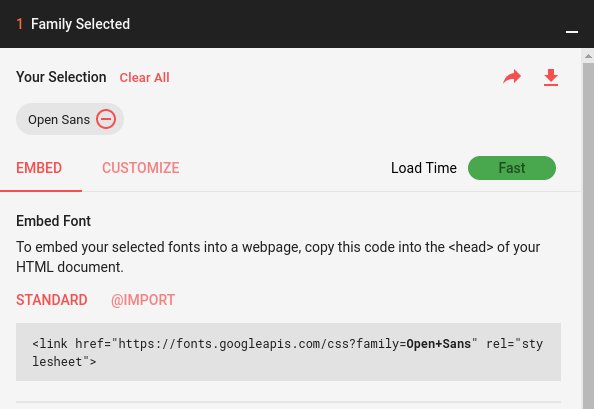 1 Family Selected
Your Selection Clear All
Open Sans
EMBED CUSTOMIZE Load Time Fast
Embed Font
To embed your selected fonts into a webpage, copy this code into the <head> of your
HTML document.
STANDARD @IMPORT
<link href="https://fonts.googleapis.com/css?family=Open+Sans" rel="sty
lesheet">